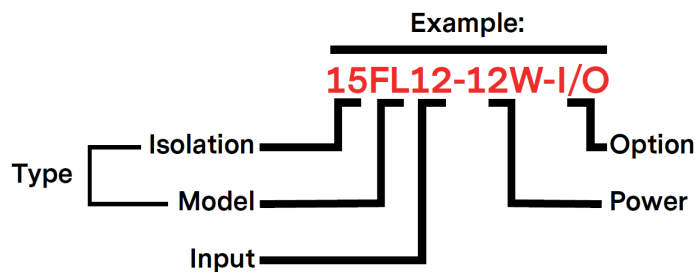 Example:
15FL12-12W-I/O
Isolation
Option
Type
Model
Power
Input